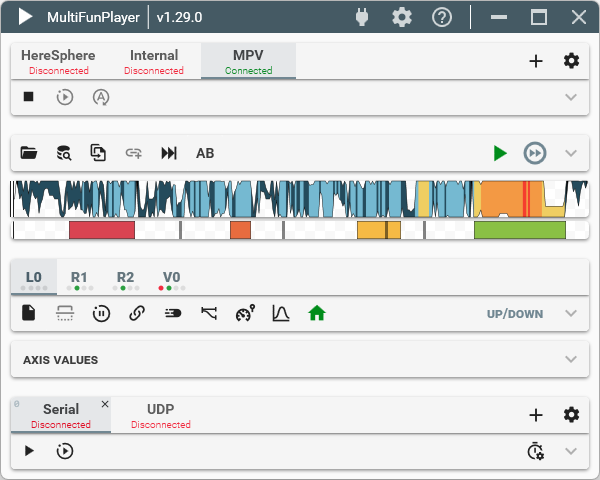 MultiFunPlayer v1.29.0
HereSphere Internal MPV
Disconnected Disconnected Connected
AB
L0 R1 R2 V0
UP/DOWN
AXIS VALUES
0
Serial UDP
Disconnected Disconnected